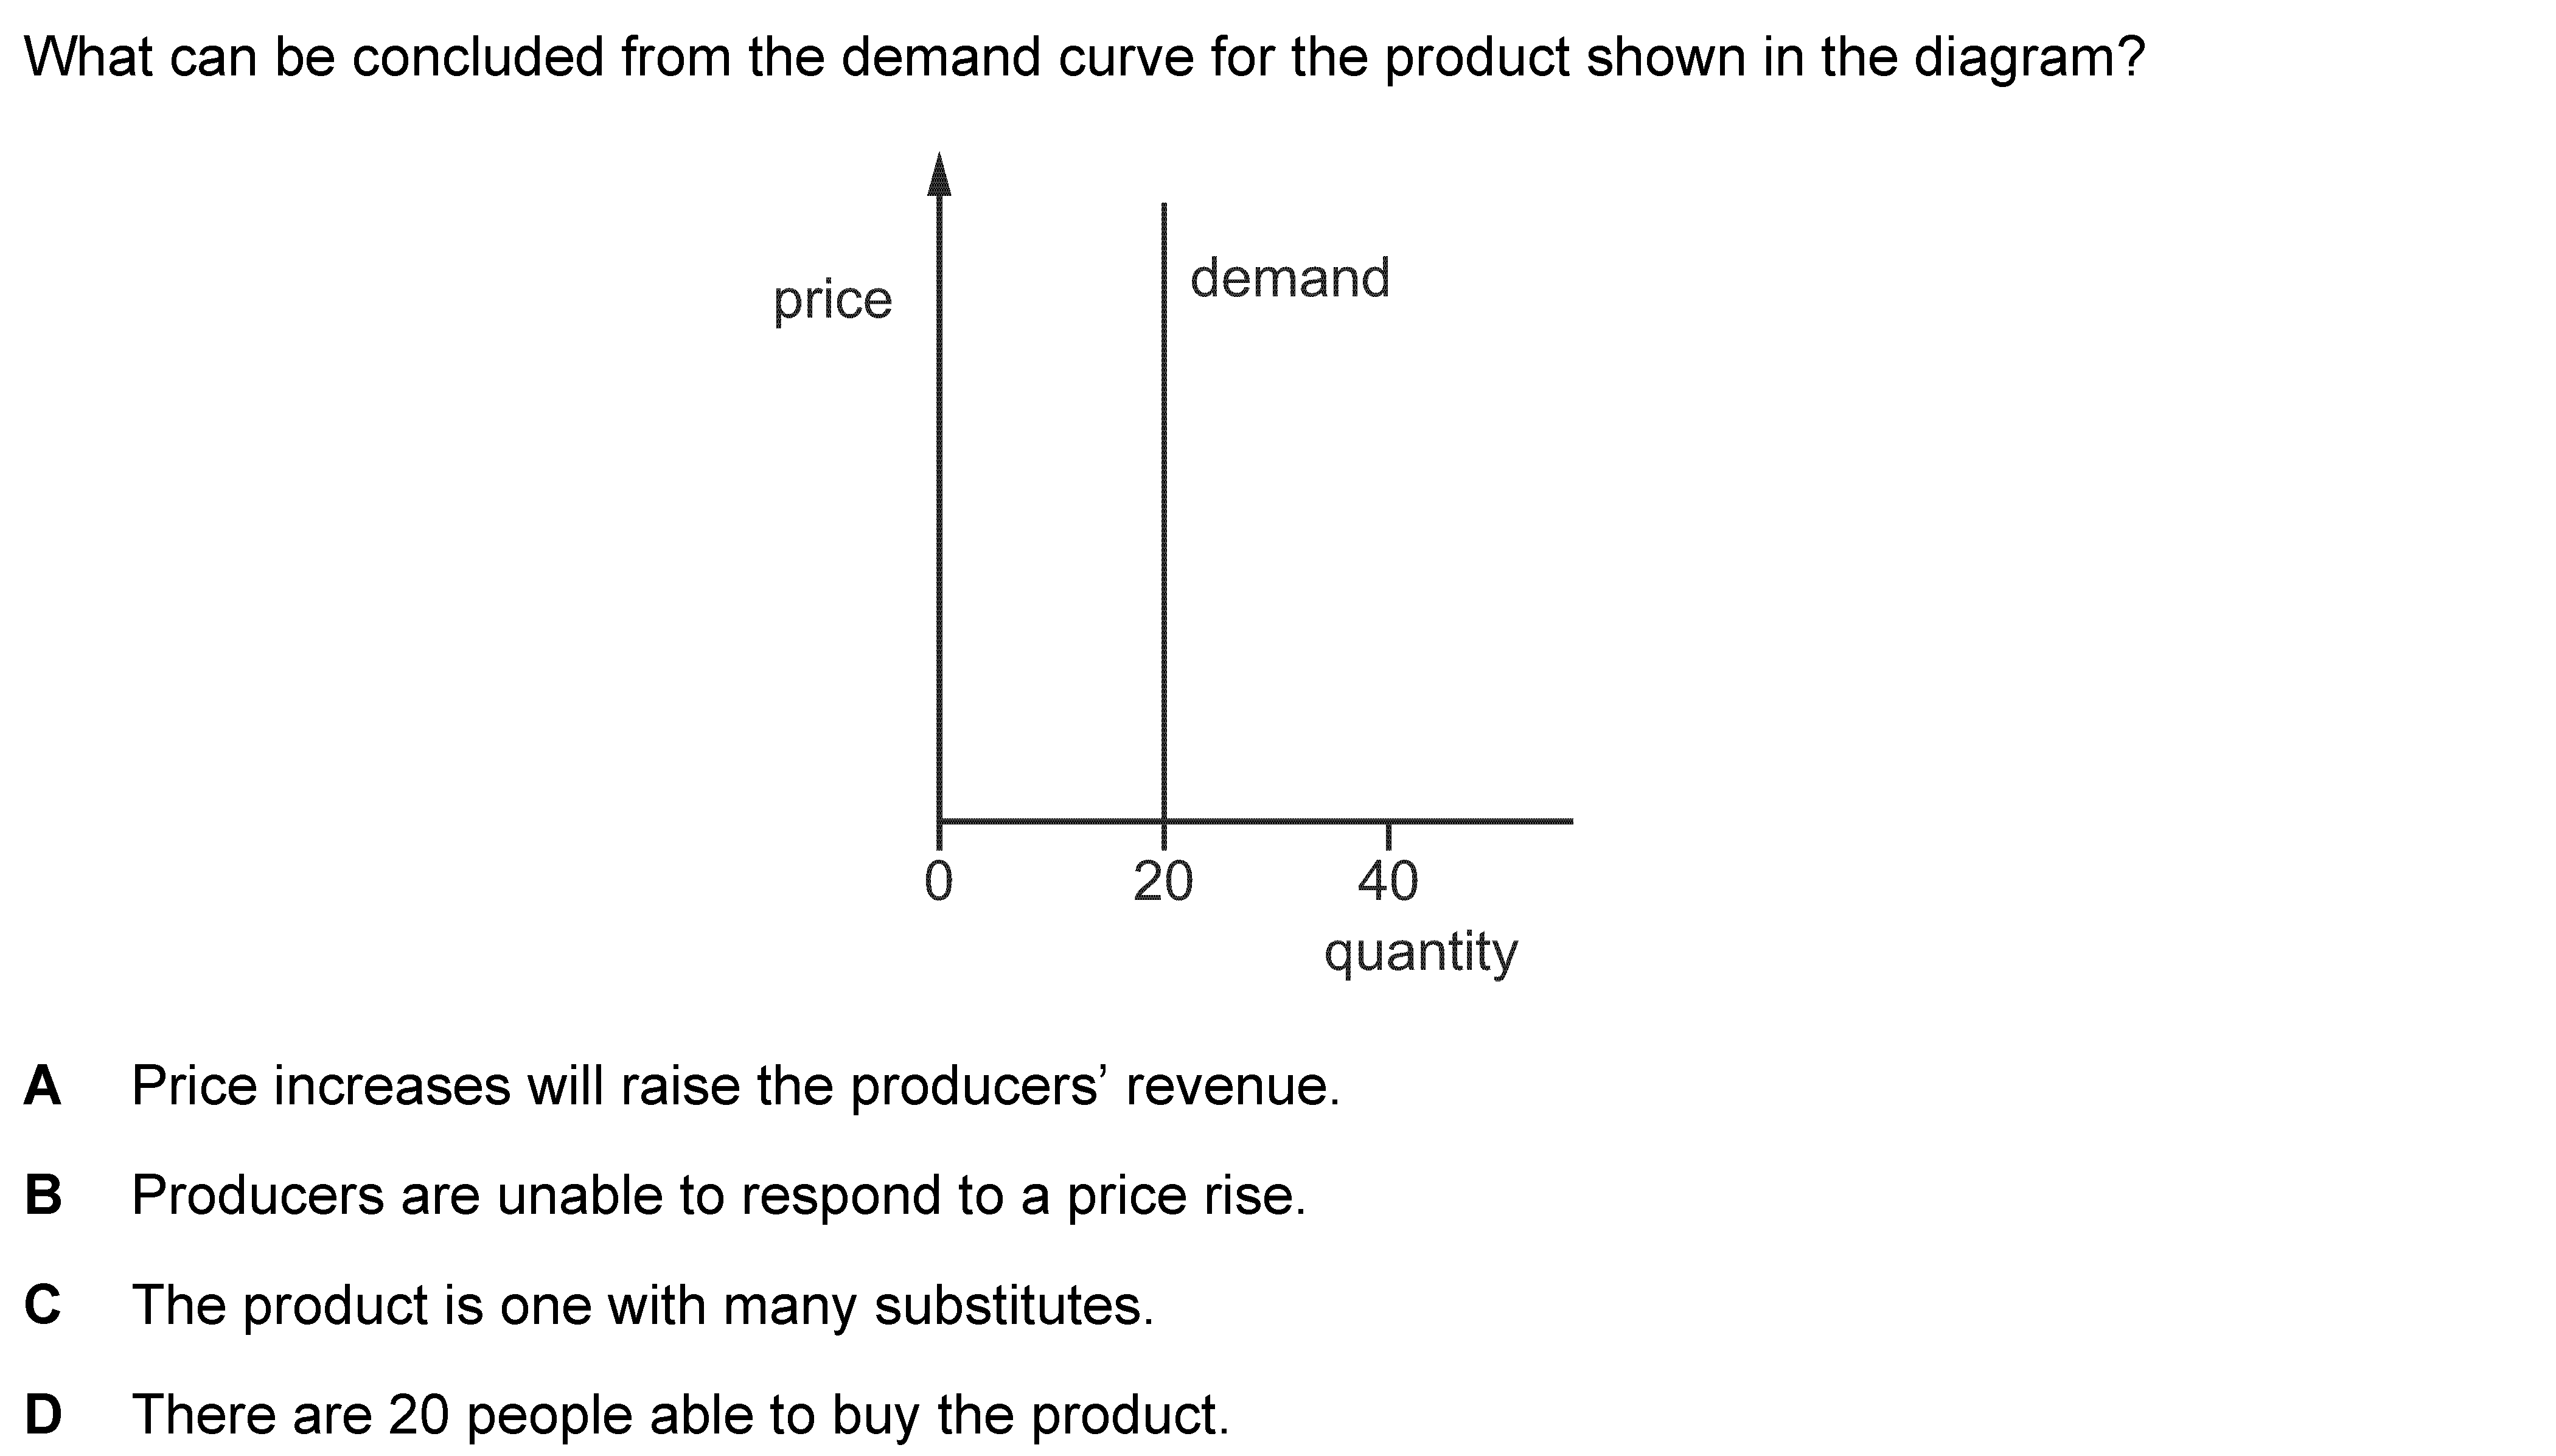 What can be concluded from the demand curve for the product shown in the diagram?
demand
price
0
20
40
quantity
A Price increases will raise the producers’ revenue.
B Producers are unable to respond to a price rise.
C The product is one with many substitutes.
D There are 20 people able to buy the product.